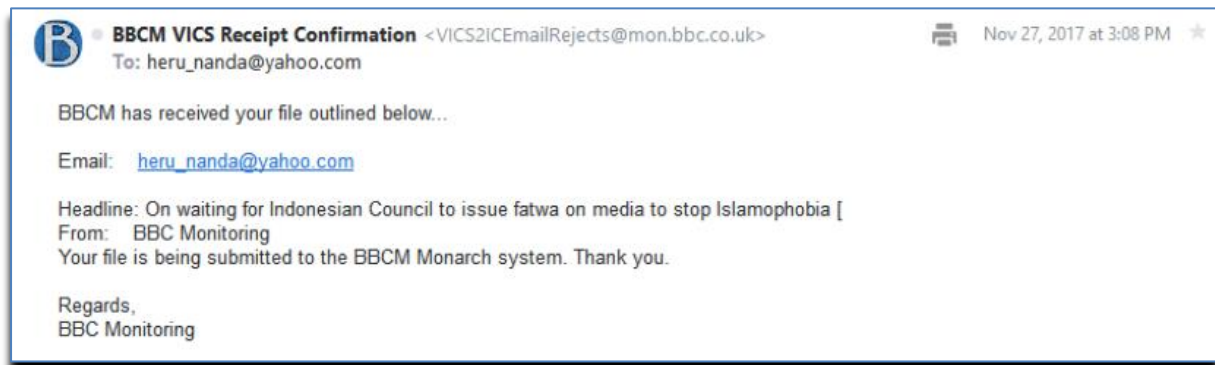 B
BBCM VICS Receipt Confirmation <VICS2ICEmailRejects@mon.bbc.co.uk> Nov 27, 2017 at 3:08 PM
To: heru_nanda@yahoo.com
BBCM has received your file outlined below...
Email: heru_nanda@yahoo.com
Headline: On waiting for Indonesian Council to issue fatwa on media to stop Islamophobia [
From: BBC Monitoring
Your file is being submitted to the BBCM Monarch system. Thank you.
Regards,
BBC Monitoring